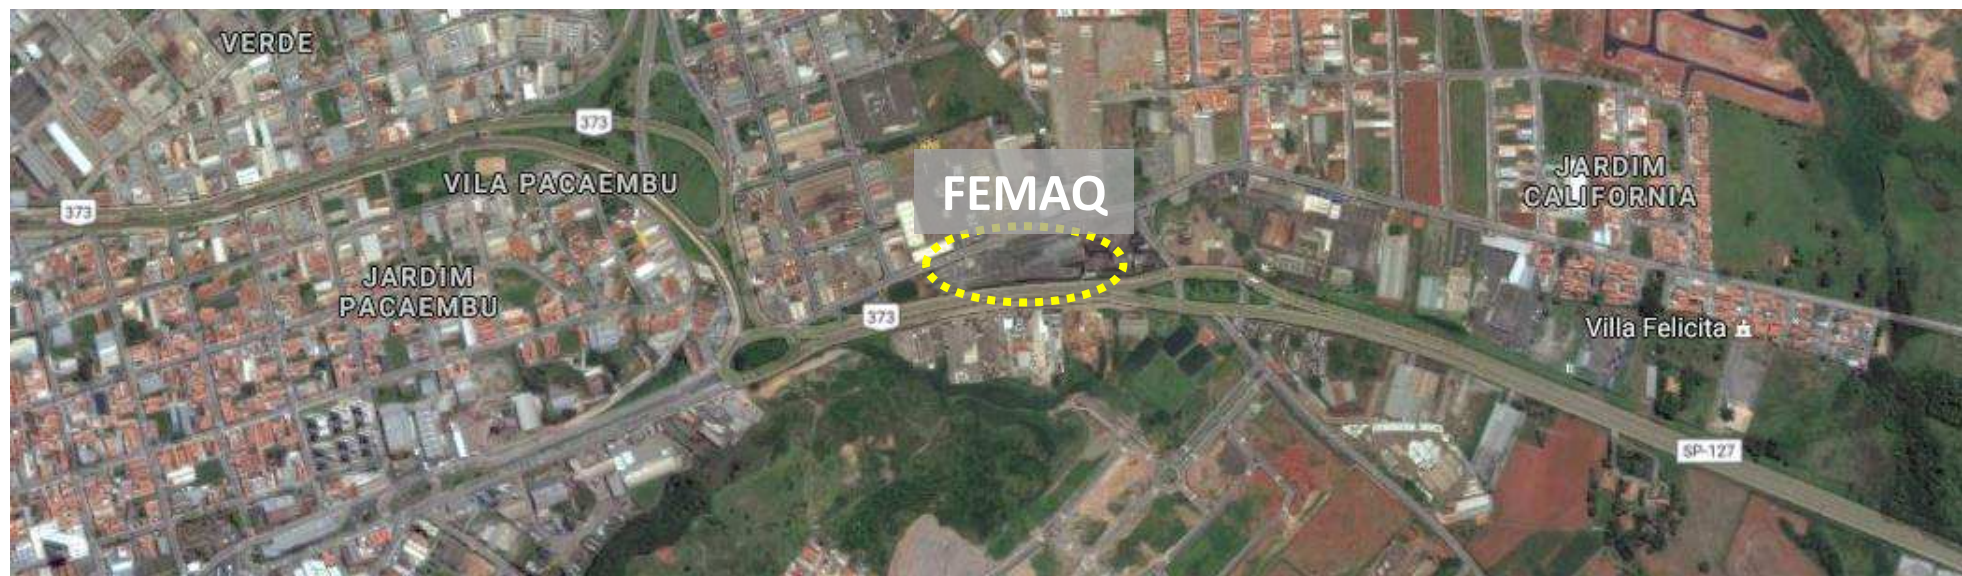 VERDE
373
VILA PACAEMBU
373
JARDIM
PACAEMBU
FEMAQ
373
JARDIM
CALIFORNIA
Villa Felicita
SP-127